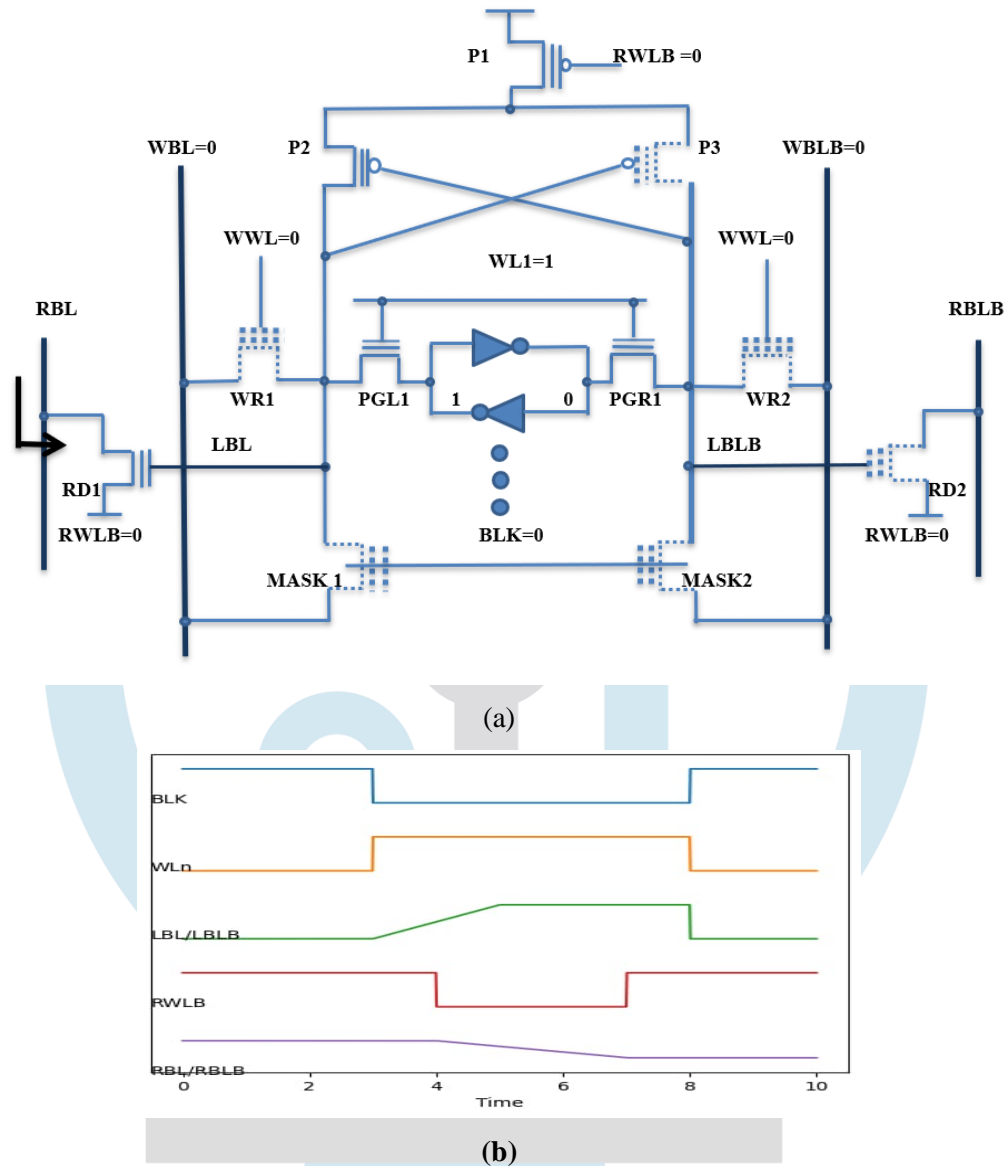 P1
RWLB =0
WBL=0
P2
P3
WBLB=0
WWL=0
WWL=0
WL1=1
RBL
RBLB
WR1
PGL1
1
0
PGR1
WR2
LBL
LBLB
RD1
RD2
RWLB=0
BLK=0
RWLB=0
MASK 1
MASK2
(a)
BLK
WLn
LBL/LBLB
RWLB
RBL/RBLB
0 2 4 6 8 10
Time
(b)